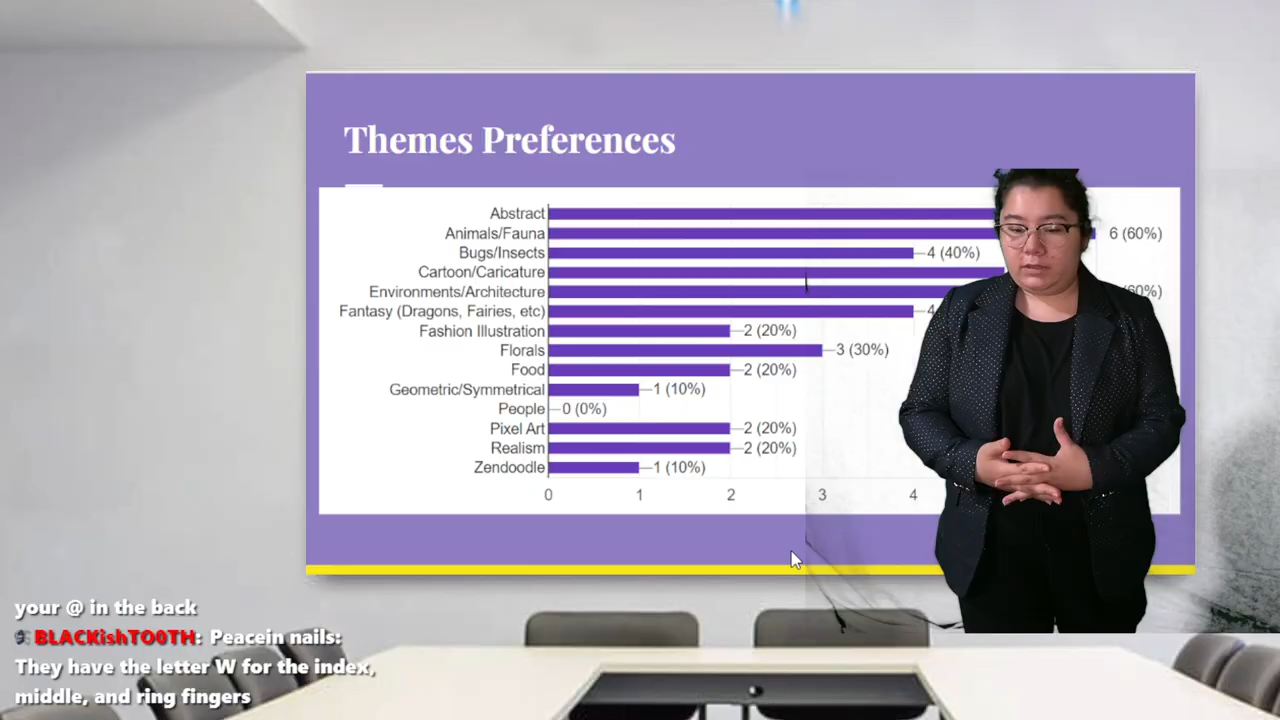 Themes Preferences
Abstract
Animals/Fauna 6 (60%)
Bugs/Insects 4 (40%)
Cartoon/Caricature
Environments/Architecture 60%)
Fantasy (Dragons, Fairies, etc) 4
Fashion Illustration 2 (20%)
Florals 3 (30%)
Food 2 (20%)
Geometric/Symmetrical 1 (10%)
People 0 (0%)
Pixel Art 2 (20%)
Realism 2 (20%)
Zendoodle 1 (10%)
0 1 2 3 4
your @ in the back
BLACKishTO0TH: Peacein nails:
They have the letter W for the index,
middle, and ring fingers